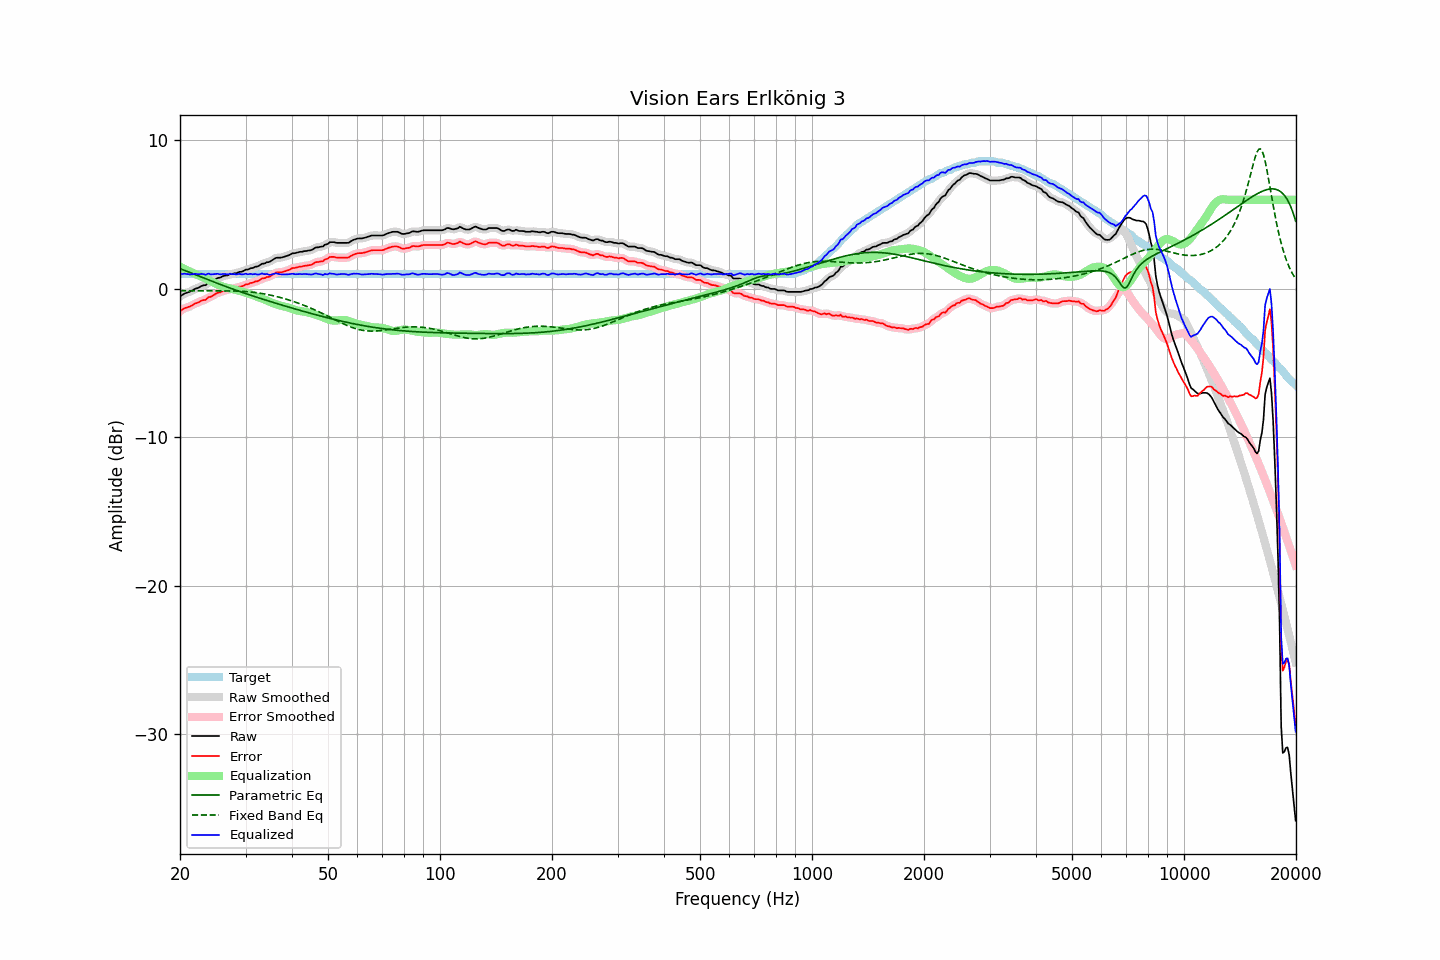 Vision Ears Erlkönig 3
Amplitude (dBr)
10
0
−10
−20
−30
Target
Raw Smoothed
Error Smoothed
Raw
Error
Equalization
Parametric Eq
Fixed Band Eq
Equalized
20 50 100 200 500 1000 2000 5000 10000 20000
Frequency (Hz)